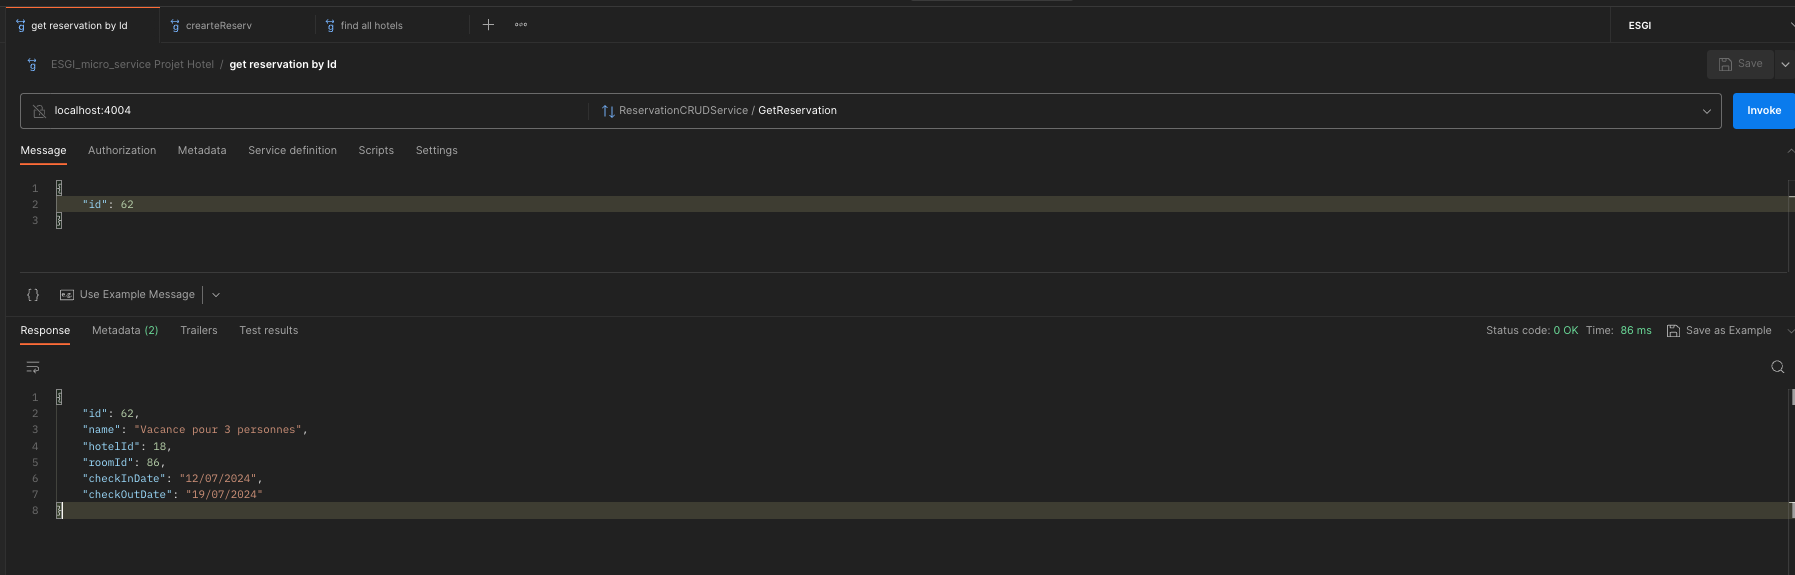 get reservation by Id
crearteReserv
find all hotels
ESGI
ESGI_micro_service Projet Hotel / get reservation by Id
Save
localhost:4004
ReservationCRUDService / GetReservation
Invoke
Message Authorization Metadata Service definition Scripts Settings
1 {
2 "id": 62
3 }
{} Use Example Message
Response Metadata (2) Trailers Test results
Status code: 0 OK Time: 86 ms Save as Example
1 {
2 "id": 62,
3 "name": "Vacance pour 3 personnes",
4 "hotelId": 18,
5 "roomId": 86,
6 "checkInDate": "12/07/2024",
7 "checkOutDate": "19/07/2024"
8 }